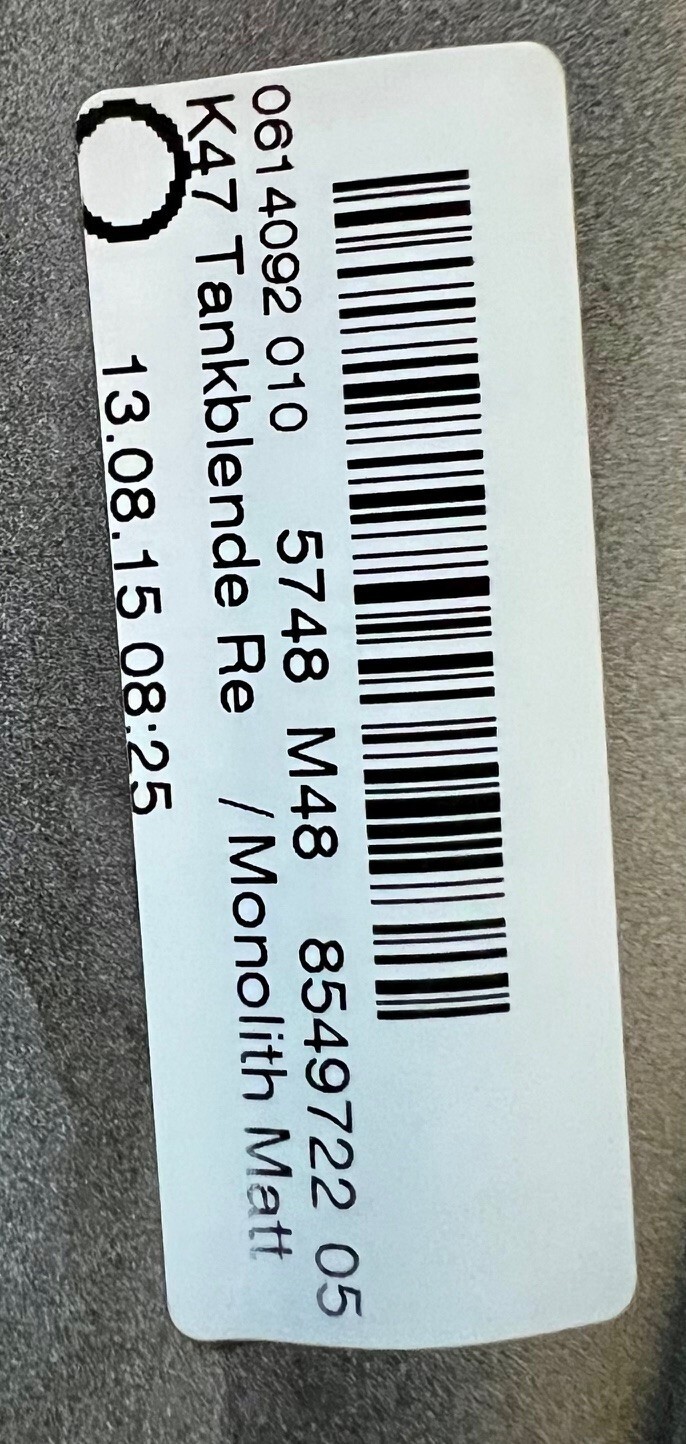 0614092 010 5748 M48 8549722 05
K47 Tankblende Re / Monolith Matt
13.08.15 08:25